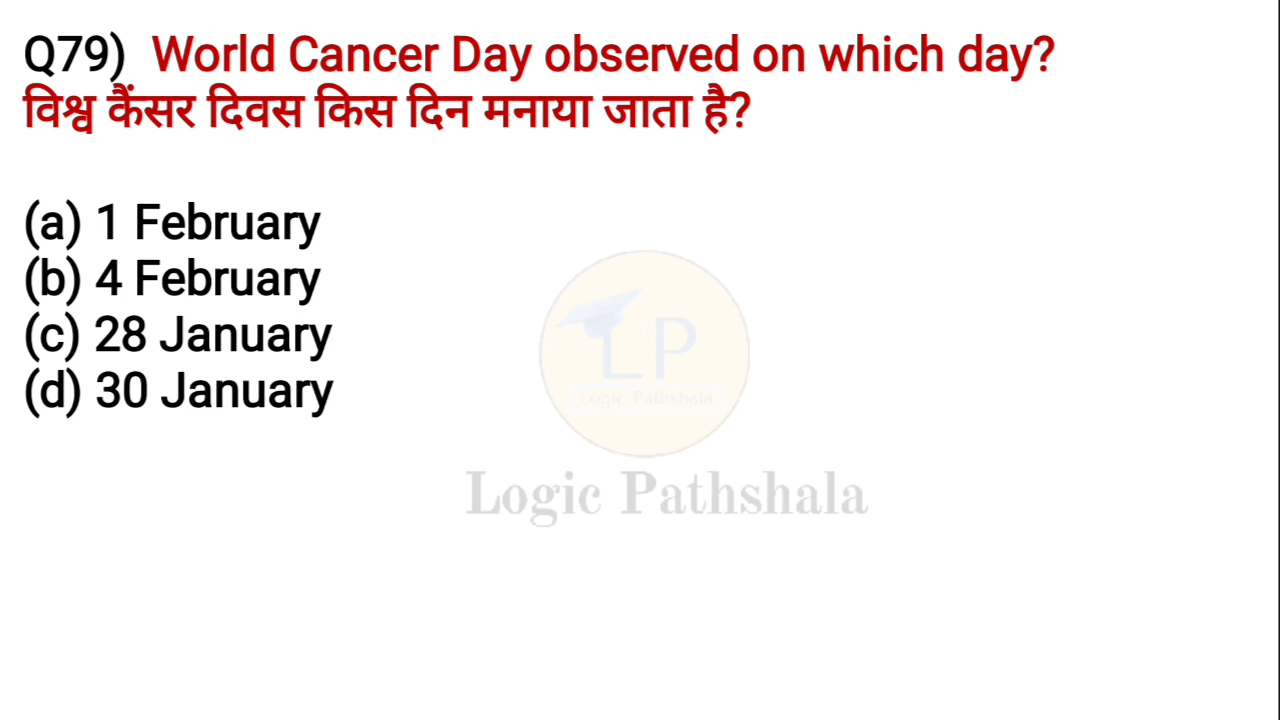 Q79) World Cancer Day observed on which day?
विश्व कैंसर दिवस किस दिन मनाया जाता है?
(a) 1 February
(b) 4 February
(c) 28 January
(d) 30 January
LP
Logic Pathshala
Logic Pathshala